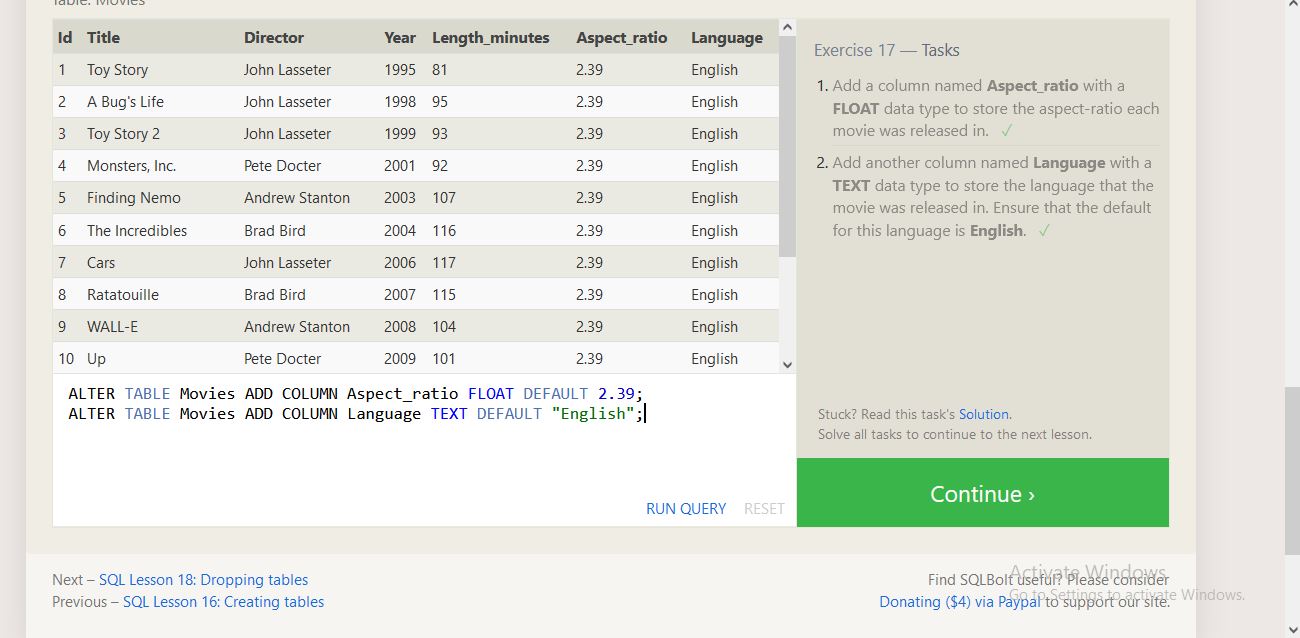 Table: Movies
Id Title Director Year Length_minutes Aspect_ratio Language
1 Toy Story John Lasseter 1995 81 2.39 English
2 A Bug's Life John Lasseter 1998 95 2.39 English
3 Toy Story 2 John Lasseter 1999 93 2.39 English
4 Monsters, Inc. Pete Docter 2001 92 2.39 English
5 Finding Nemo Andrew Stanton 2003 107 2.39 English
6 The Incredibles Brad Bird 2004 116 2.39 English
7 Cars John Lasseter 2006 117 2.39 English
8 Ratatouille Brad Bird 2007 115 2.39 English
9 WALL-E Andrew Stanton 2008 104 2.39 English
10 Up Pete Docter 2009 101 2.39 English
ALTER TABLE Movies ADD COLUMN Aspect_ratio FLOAT DEFAULT 2.39;
ALTER TABLE Movies ADD COLUMN Language TEXT DEFAULT "English";
RUN QUERY RESET
Exercise 17 — Tasks
1. Add a column named Aspect_ratio with a
FLOAT data type to store the aspect-ratio each
movie was released in. ✓
2. Add another column named Language with a
TEXT data type to store the language that the
movie was released in. Ensure that the default
for this language is English. ✓
Stuck? Read this task's Solution.
Solve all tasks to continue to the next lesson.
Continue ›
Next – SQL Lesson 18: Dropping tables
Previous – SQL Lesson 16: Creating tables
Find SQLBolt useful? Please consider
Donating ($4) via Paypal to support our site.
Activate Windows
Go to Settings to activate Windows.